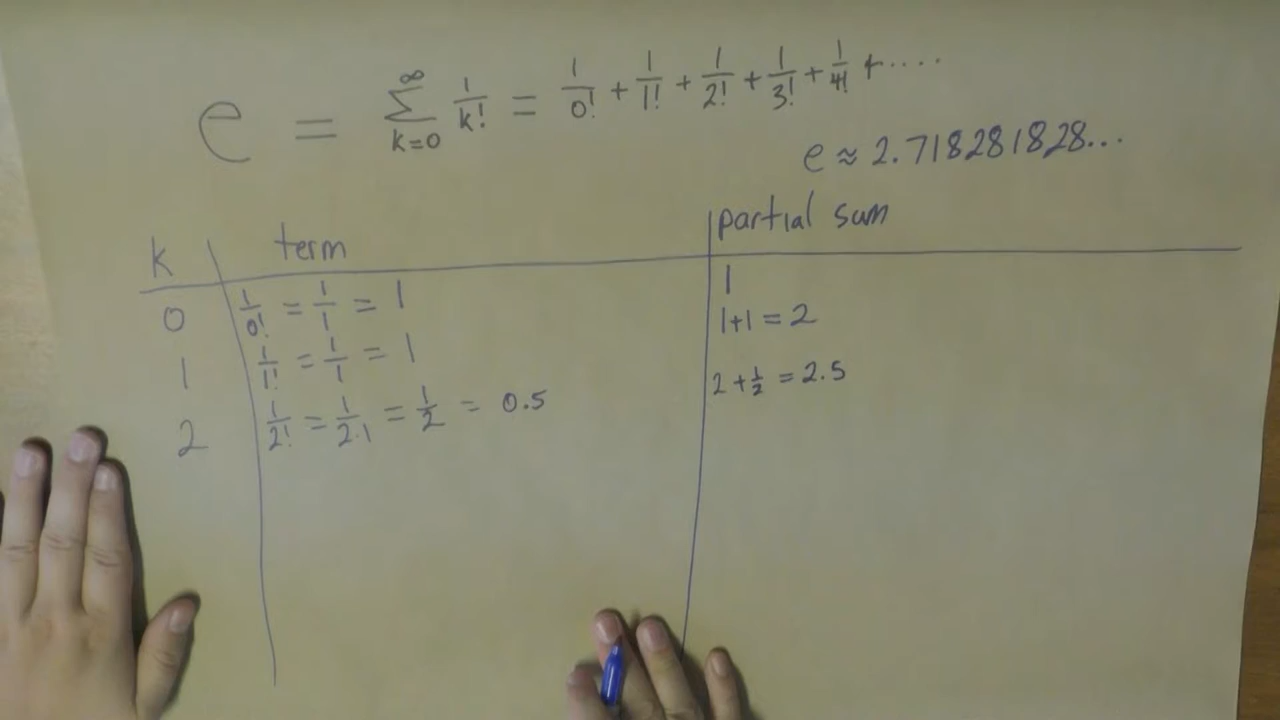 e = ∑_{k=0}^{∞} 1/k! = 1/0! + 1/1! + 1/2! + 1/3! + 1/4! + ....
e ≈ 2.718281828...
k term partial sum
0 1/0! = 1/1 = 1 1
1 1/1! = 1/1 = 1 1+1 = 2
2 1/2! = 1/2·1 = 1/2 = 0.5 2 + 1/2 = 2.5